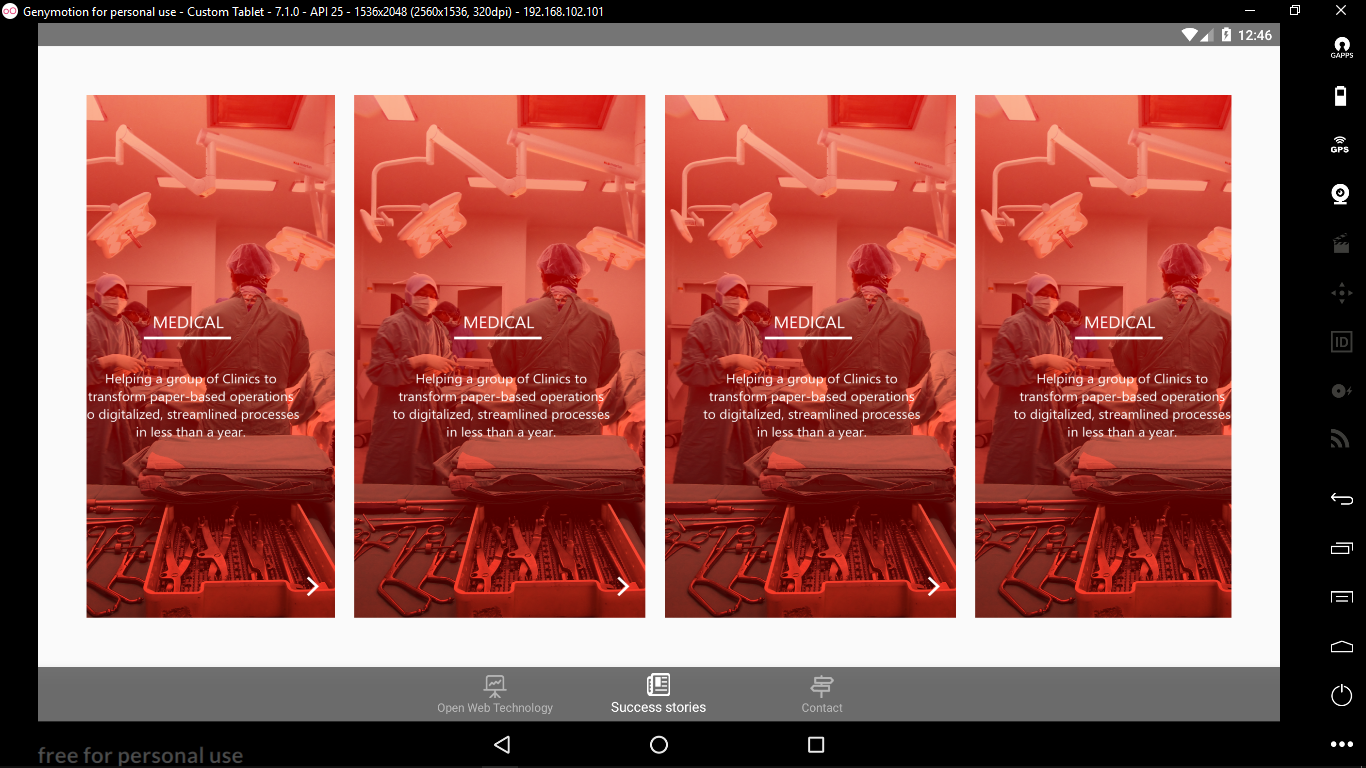 Genymotion for personal use - Custom Tablet - 7.1.0 - API 25 - 1536x2048 (2560x1536, 320dpi) - 192.168.102.101
12:46
GAPPS
GPS
ID
MEDICAL
Helping a group of Clinics to
transform paper-based operations
o digitalized, streamlined processes
in less than a year.
MEDICAL
Helping a group of Clinics to
transform paper-based operations
to digitalized, streamlined processes
in less than a year.
MEDICAL
Helping a group of Clinics to
transform paper-based operations
to digitalized, streamlined processes
in less than a year.
MEDICAL
Helping a group of Clinics to
transform paper-based operations
to digitalized, streamlined processes
in less than a year.
Open Web Technology
Success stories
Contact
free for personal use